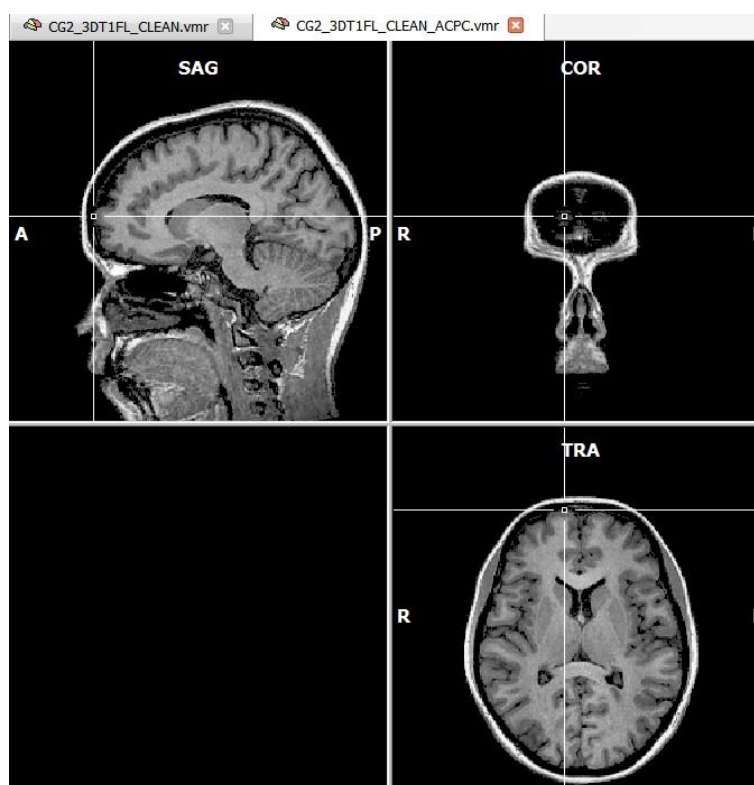 CG2_3DT1FL_CLEAN.vmr
CG2_3DT1FL_CLEAN_ACPC.vmr
SAG
COR
A
P
R
TRA
R